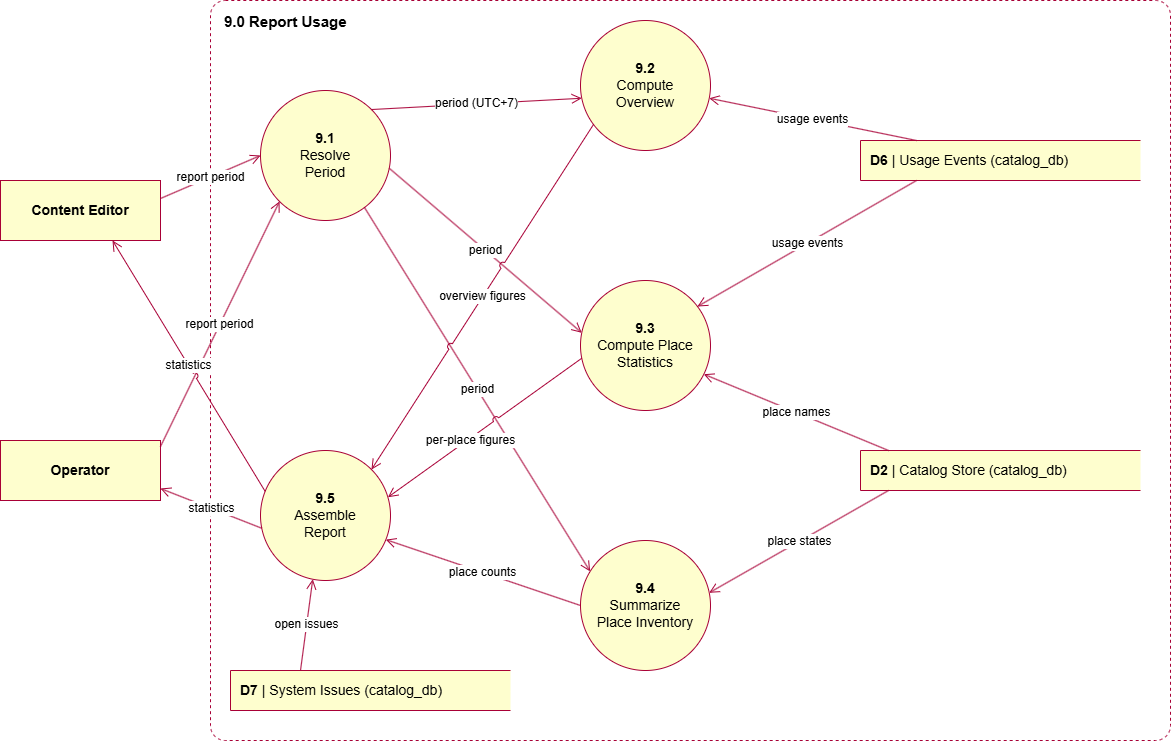 9.0 Report Usage
9.2
Compute
Overview
period (UTC+7)
usage events
9.1
Resolve
Period
D6 | Usage Events (catalog_db)
report period
Content Editor
period
usage events
overview figures
report period
9.3
Compute Place
Statistics
statistics
period
place names
per-place figures
Operator
D2 | Catalog Store (catalog_db)
statistics
9.5
Assemble
Report
place states
place counts
9.4
Summarize
Place Inventory
open issues
D7 | System Issues (catalog_db)